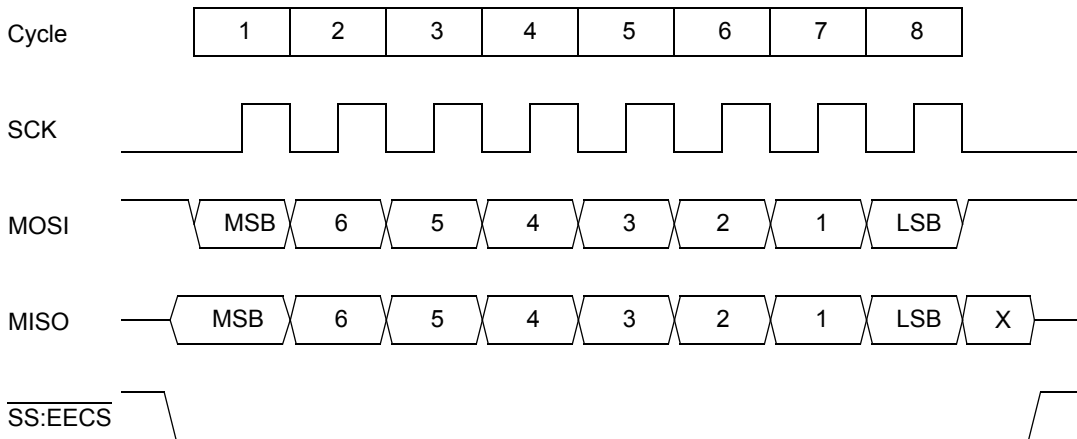 Cycle 1 2 3 4 5 6 7 8
SCK
MOSI MSB 6 5 4 3 2 1 LSB
MISO MSB 6 5 4 3 2 1 LSB X
SS:EECS